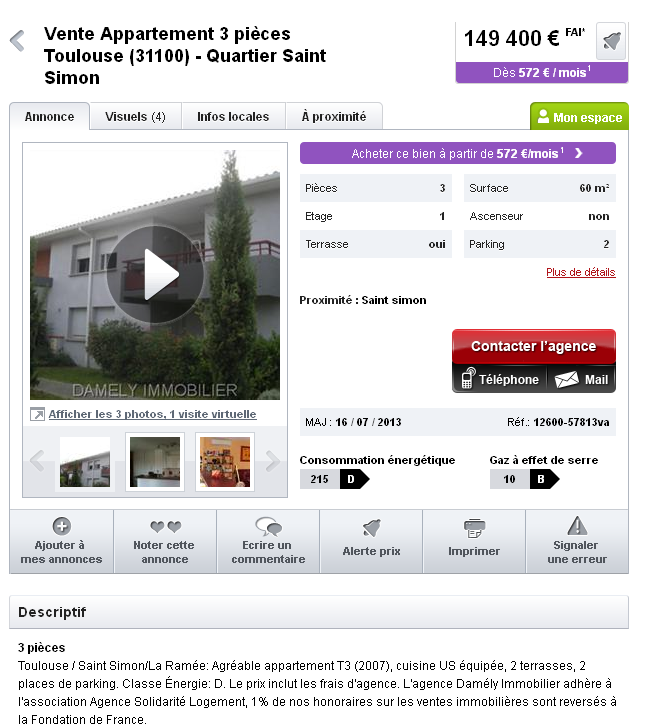 Vente Appartement 3 pièces
Toulouse (31100) - Quartier Saint
Simon
149 400 € FAI*
Dès 572 € / mois1
Annonce
Visuels (4)
Infos locales
À proximité
Mon espace
Acheter ce bien à partir de 572 €/mois1
Pièces 3
Surface 60 m²
Etage 1
Ascenseur non
Terrasse oui
Parking 2
Plus de détails
Proximité : Saint simon
Contacter l'agence
Téléphone
Mail
DAMELY IMMOBILIER
Afficher les 3 photos, 1 visite virtuelle
MAJ : 16 / 07 / 2013
Réf.: 12600-57813va
Consommation énergétique
215 D
Gaz à effet de serre
10 B
Ajouter à
mes annonces
Noter cette
annonce
Ecrire un
commentaire
Alerte prix
Imprimer
Signaler
une erreur
Descriptif
3 pièces
Toulouse / Saint Simon/La Ramée: Agréable appartement T3 (2007), cuisine US équipée, 2 terrasses, 2
places de parking. Classe Énergie: D. Le prix inclut les frais d'agence. L'agence Damély Immobilier adhère à
l'association Agence Solidarité Logement, 1% de nos honoraires sur les ventes immobilières sont reversés à
la Fondation de France.